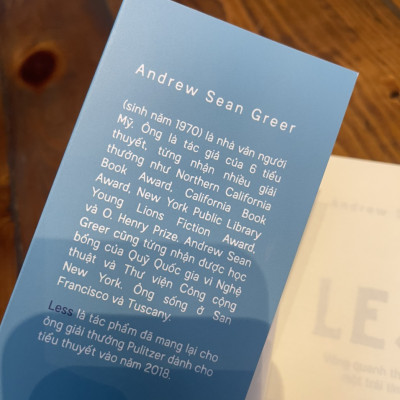 Andrew Sean Greer
(sinh năm 1970) là nhà văn người
Mỹ. Ông là tác giả của 6 tiểu
thuyết, từng nhận nhiều giải
thưởng như Northern California
Book Award, California Book
Award, New York Public Library
Young Lions Fiction Award,
và O. Henry Prize. Andrew Sean
Greer cũng từng nhận được học
bổng của Quỹ Quốc gia vì Nghệ
thuật và Thư viện Công cộng
New York. Ông sống ở San
Francisco và Tuscany.
Less là tác phẩm đã mang lại cho
ông giải thưởng Pulitzer dành cho
tiểu thuyết vào năm 2018.
andrew s
LES